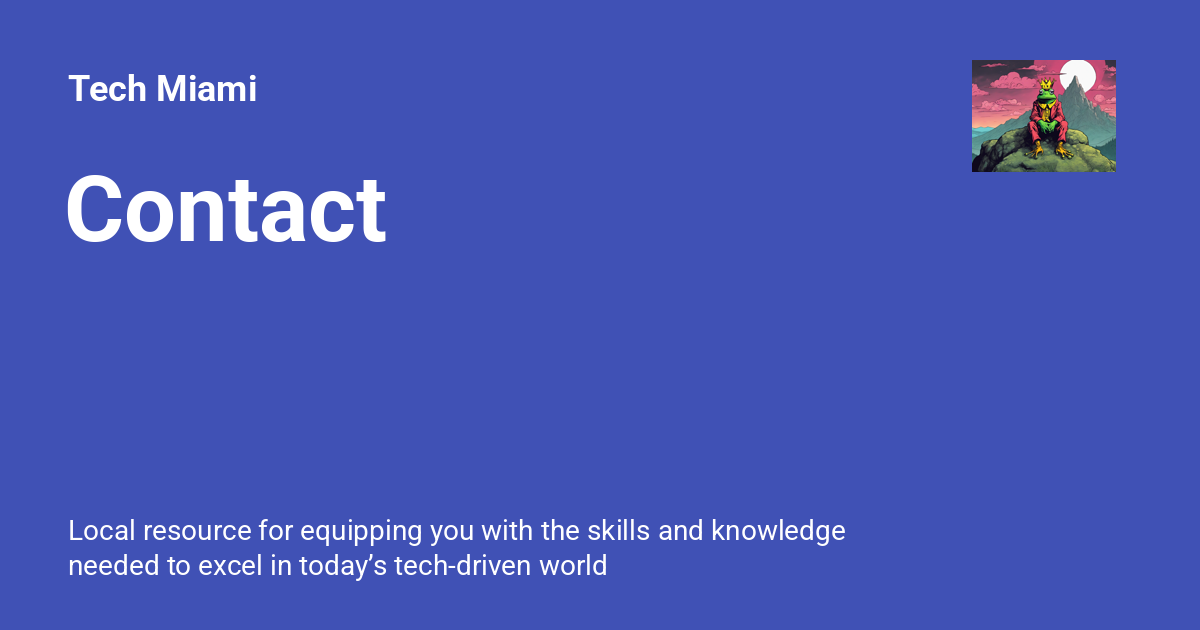 Tech Miami
Contact
Local resource for equipping you with the skills and knowledge
needed to excel in today’s tech-driven world